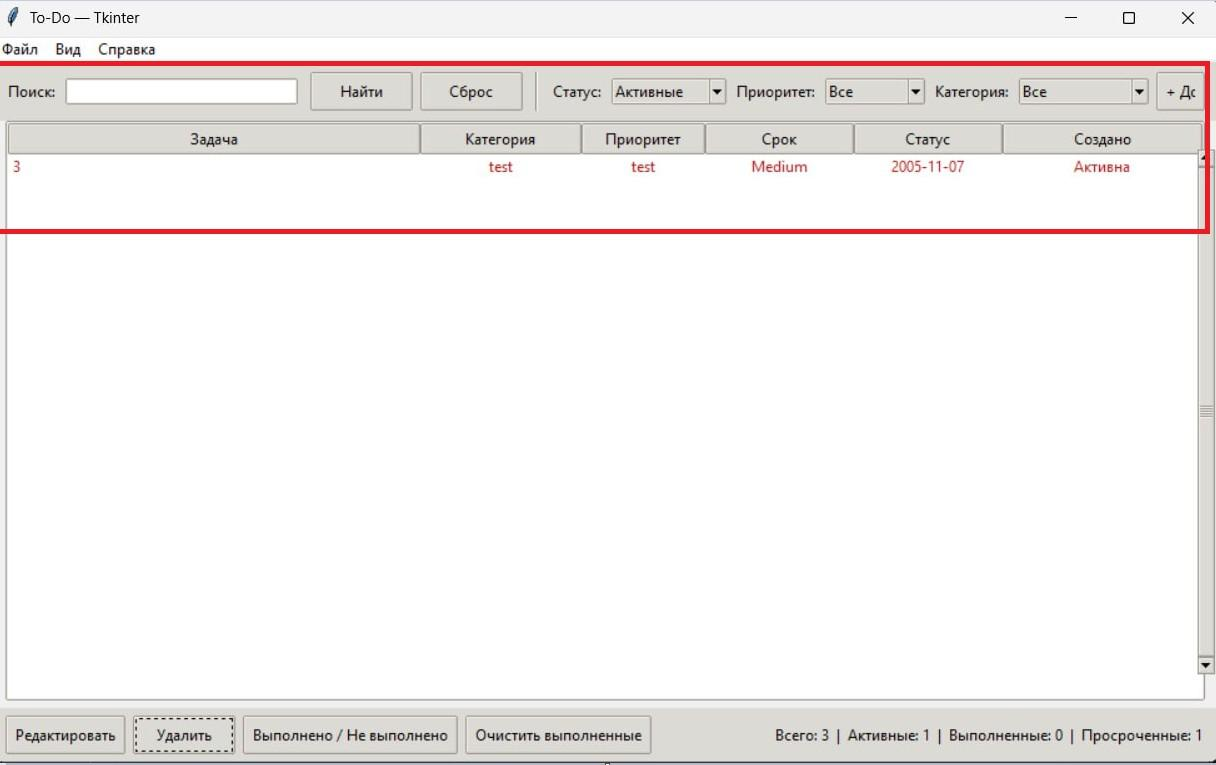 To-Do — Tkinter
Файл Вид Справка
Поиск: Найти Сброс Статус: Активные Приоритет: Все Категория: Все + Дс
Задача Категория Приоритет Срок Статус Создано
3 test test Medium 2005-11-07 Активна
Редактировать Удалить Выполнено / Не выполнено Очистить выполненные Всего: 3 | Активные: 1 | Выполненные: 0 | Просроченные: 1